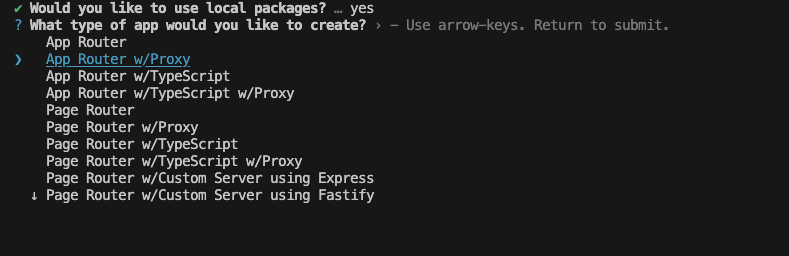 ✔ Would you like to use local packages? … yes
? What type of app would you like to create? › - Use arrow-keys. Return to submit.
App Router
❯ App Router w/Proxy
App Router w/TypeScript
App Router w/TypeScript w/Proxy
Page Router
Page Router w/Proxy
Page Router w/TypeScript
Page Router w/TypeScript w/Proxy
Page Router w/Custom Server using Express
↓ Page Router w/Custom Server using Fastify